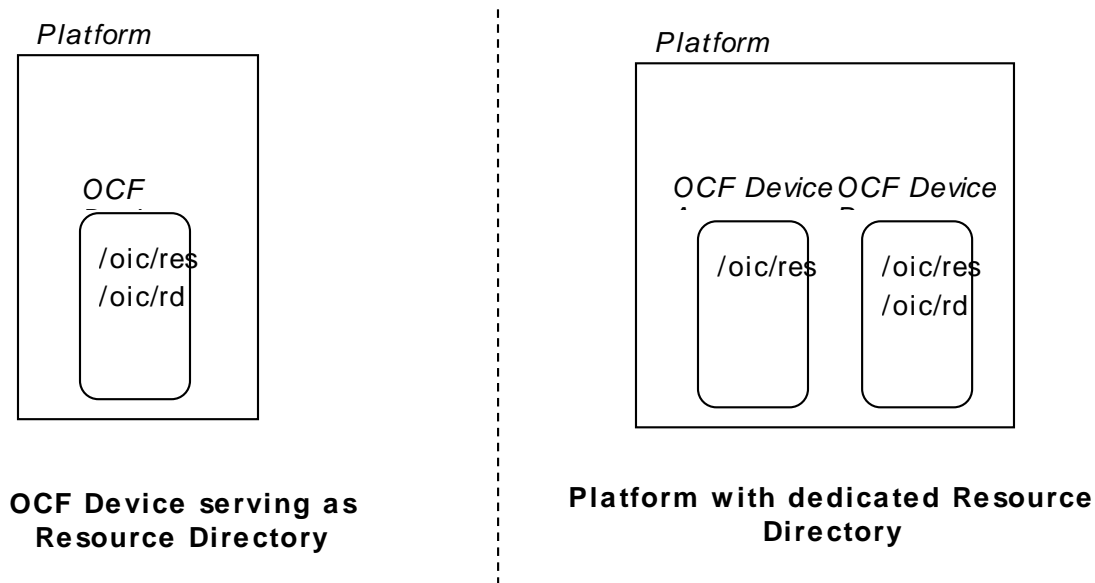 Platform
OCF
/oic/res
/oic/rd
OCF Device serving as
Resource Directory
Platform
OCF Device OCF Device
/oic/res
/oic/res
/oic/rd
Platform with dedicated Resource
Directory